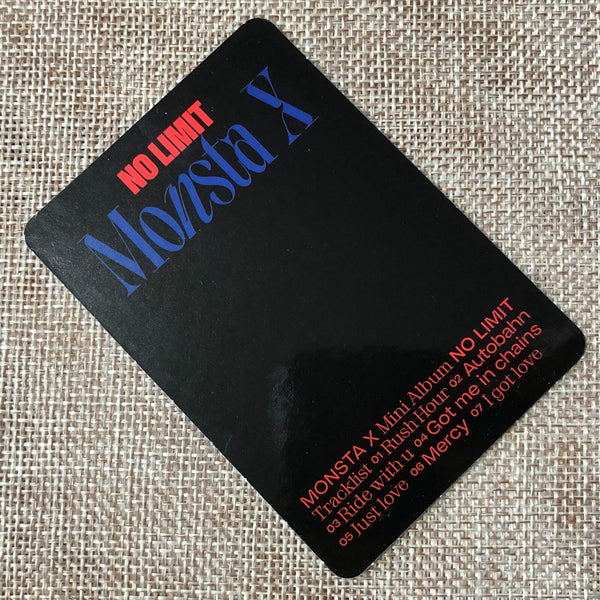 NO LIMIT
Monsta X
MONSTA X Mini Album NO LIMIT
Tracklist 01 Rush Hour 02 Autobahn
03 Ride with u 04 Got me in chains
05 Just love 06 Mercy 07 I got love